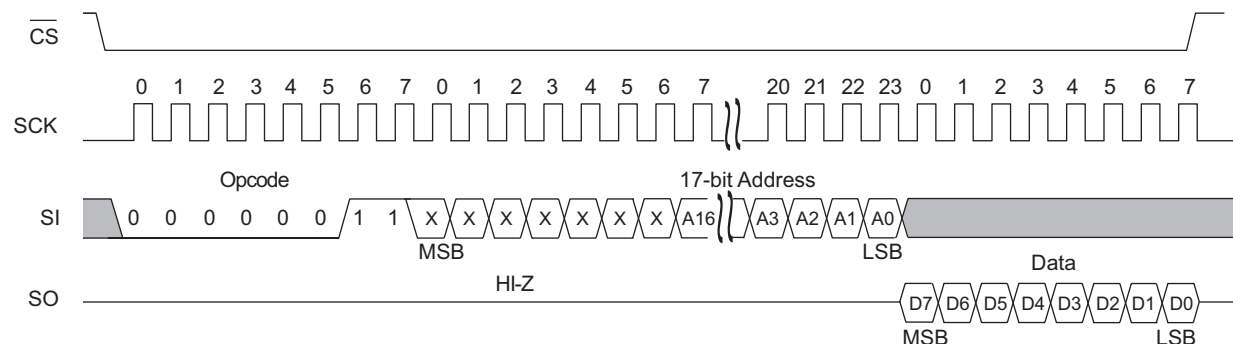 CS
0 1 2 3 4 5 6 7 0 1 2 3 4 5 6 7 20 21 22 23 0 1 2 3 4 5 6 7
SCK
Opcode 17-bit Address
SI 0 0 0 0 0 0 1 1 X X X X X X X A16 A3 A2 A1 A0
MSB LSB
HI-Z Data
SO D7 D6 D5 D4 D3 D2 D1 D0
MSB LSB